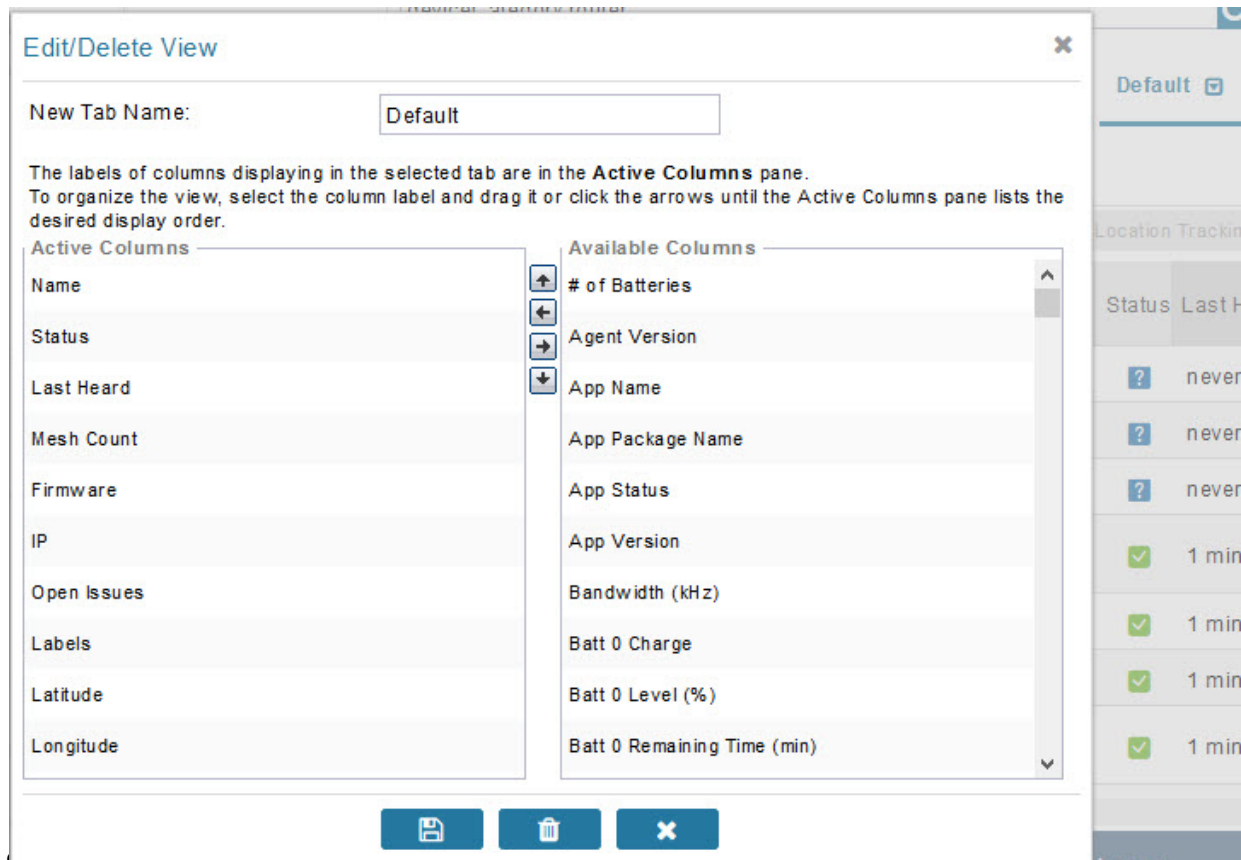 Edit/Delete View
New Tab Name:
Default
The labels of columns displaying in the selected tab are in the Active Columns pane.
To organize the view, select the column label and drag it or click the arrows until the Active Columns pane lists the
desired display order.
Active Columns
Name
Status
Last Heard
Mesh Count
Firmware
IP
Open Issues
Labels
Latitude
Longitude
Available Columns
# of Batteries
Agent Version
App Name
App Package Name
App Status
App Version
Bandwidth (kHz)
Batt 0 Charge
Batt 0 Level (%)
Batt 0 Remaining Time (min)
Default
Location Trackin
Status Last H
? never
? never
? never
1 min
1 min
1 min
1 min